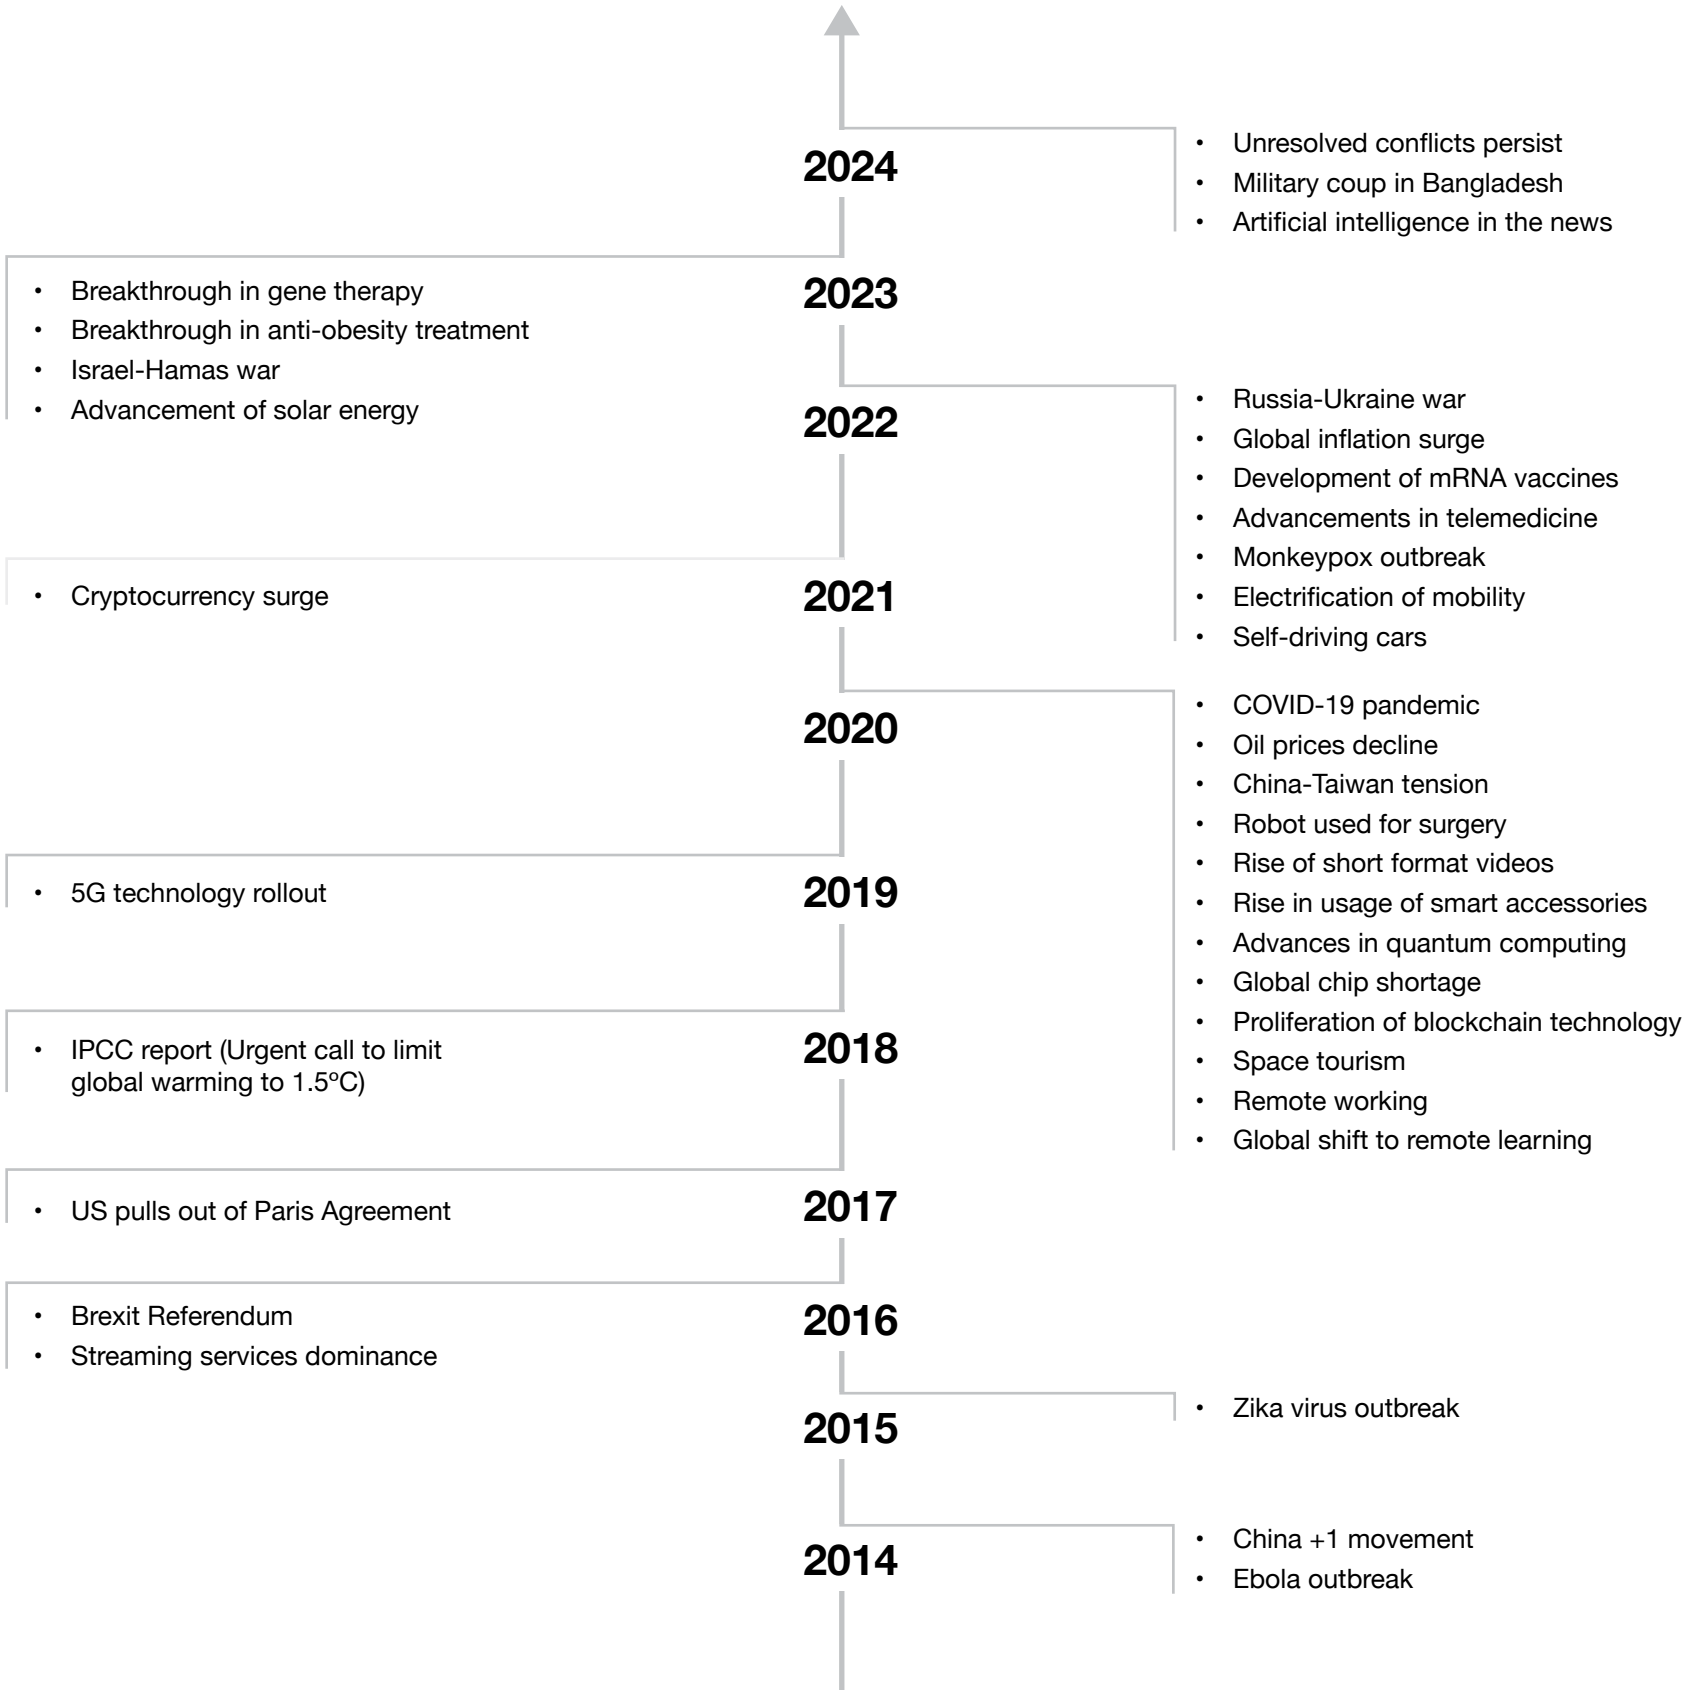 2024
• Unresolved conflicts persist
• Military coup in Bangladesh
• Artificial intelligence in the news
2023
• Breakthrough in gene therapy
• Breakthrough in anti-obesity treatment
• Israel-Hamas war
• Advancement of solar energy
2022
• Russia-Ukraine war
• Global inflation surge
• Development of mRNA vaccines
• Advancements in telemedicine
• Monkeypox outbreak
• Electrification of mobility
• Self-driving cars
2021
• Cryptocurrency surge
2020
• COVID-19 pandemic
• Oil prices decline
• China-Taiwan tension
• Robot used for surgery
• Rise of short format videos
• Rise in usage of smart accessories
• Advances in quantum computing
• Global chip shortage
• Proliferation of blockchain technology
• Space tourism
• Remote working
• Global shift to remote learning
2019
• 5G technology rollout
2018
• IPCC report (Urgent call to limit
global warming to 1.5ºC)
2017
• US pulls out of Paris Agreement
2016
• Brexit Referendum
• Streaming services dominance
2015
• Zika virus outbreak
2014
• China +1 movement
• Ebola outbreak